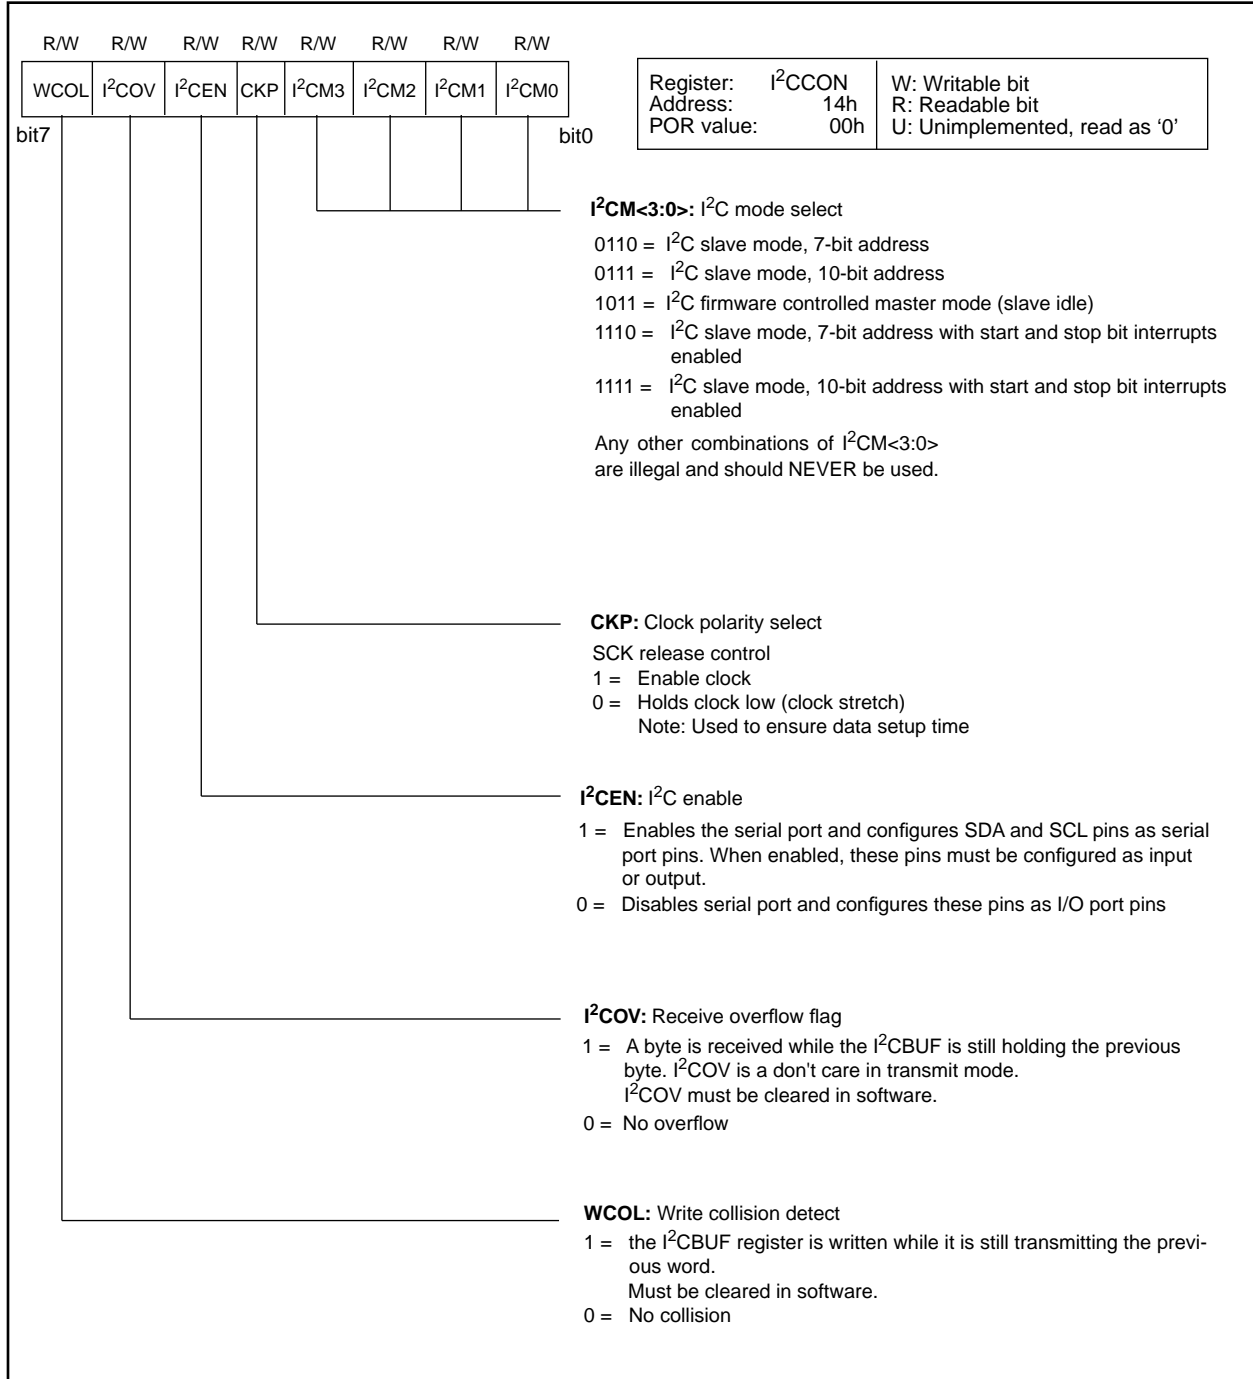 R/W R/W R/W R/W R/W R/W R/W R/W
WCOL I²COV I²CEN CKP I²CM3 I²CM2 I²CM1 I²CM0
bit7 bit0
Register: I²CCON
Address: 14h
POR value: 00h
W: Writable bit
R: Readable bit
U: Unimplemented, read as ‘0’
I²CM<3:0>: I²C mode select
0110 = I²C slave mode, 7-bit address
0111 = I²C slave mode, 10-bit address
1011 = I²C firmware controlled master mode (slave idle)
1110 = I²C slave mode, 7-bit address with start and stop bit interrupts
enabled
1111 = I²C slave mode, 10-bit address with start and stop bit interrupts
enabled
Any other combinations of I²CM<3:0>
are illegal and should NEVER be used.
CKP: Clock polarity select
SCK release control
1 = Enable clock
0 = Holds clock low (clock stretch)
Note: Used to ensure data setup time
I²CEN: I²C enable
1 = Enables the serial port and configures SDA and SCL pins as serial
port pins. When enabled, these pins must be configured as input
or output.
0 = Disables serial port and configures these pins as I/O port pins
I²COV: Receive overflow flag
1 = A byte is received while the I²CBUF is still holding the previous
byte. I²COV is a don't care in transmit mode.
I²COV must be cleared in software.
0 = No overflow
WCOL: Write collision detect
1 = the I²CBUF register is written while it is still transmitting the previ-
ous word.
Must be cleared in software.
0 = No collision